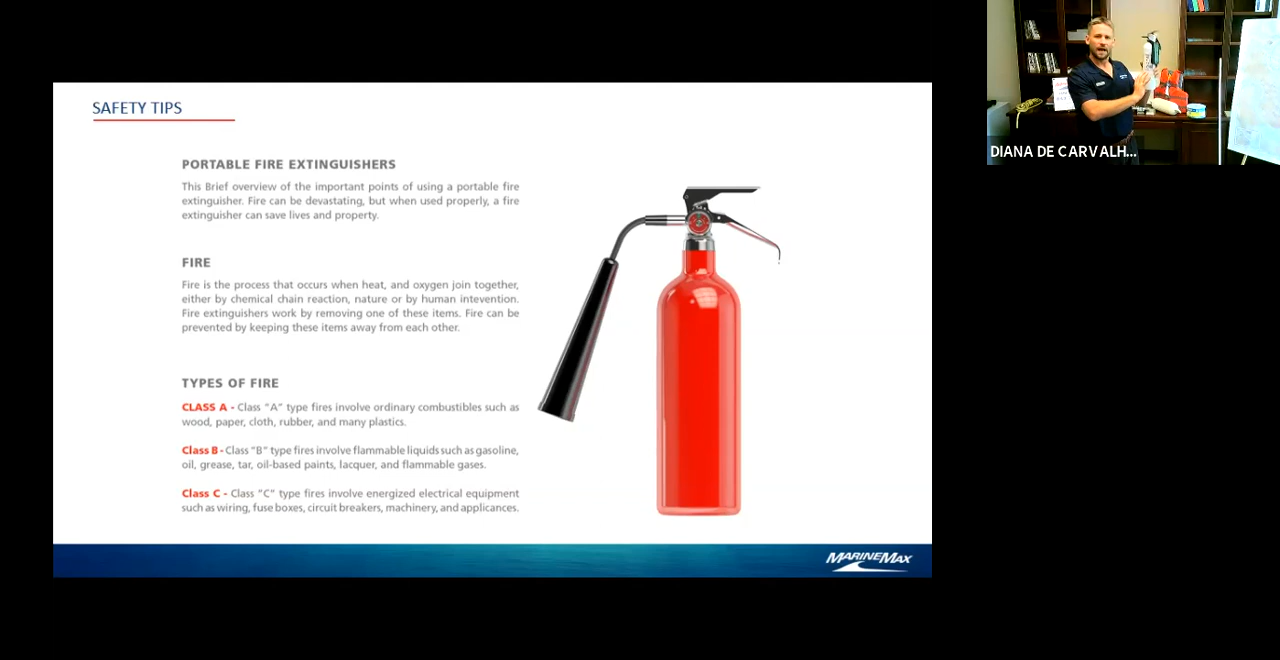 SAFETY TIPS
PORTABLE FIRE EXTINGUISHERS
This Brief overview of the important points of using a portable fire
extinguisher. Fire can be devastating, but when used properly, a fire
extinguisher can save lives and property.
FIRE
Fire is the process that occurs when heat, and oxygen join together,
either by chemical chain reaction, nature or by human intevention.
Fire extinguishers work by removing one of these items. Fire can be
prevented by keeping these items away from each other.
TYPES OF FIRE
CLASS A - Class "A" type fires involve ordinary combustibles such as
wood, paper, cloth, rubber, and many plastics.
Class B - Class "B" type fires involve flammable liquids such as gasoline,
oil, grease, tar, oil-based paints, lacquer, and flammable gases.
Class C - Class "C" type fires involve energized electrical equipment
such as wiring, fuse boxes, circuit breakers, machinery, and applicances.
MARINEMAX
DIANA DE CARVALH...